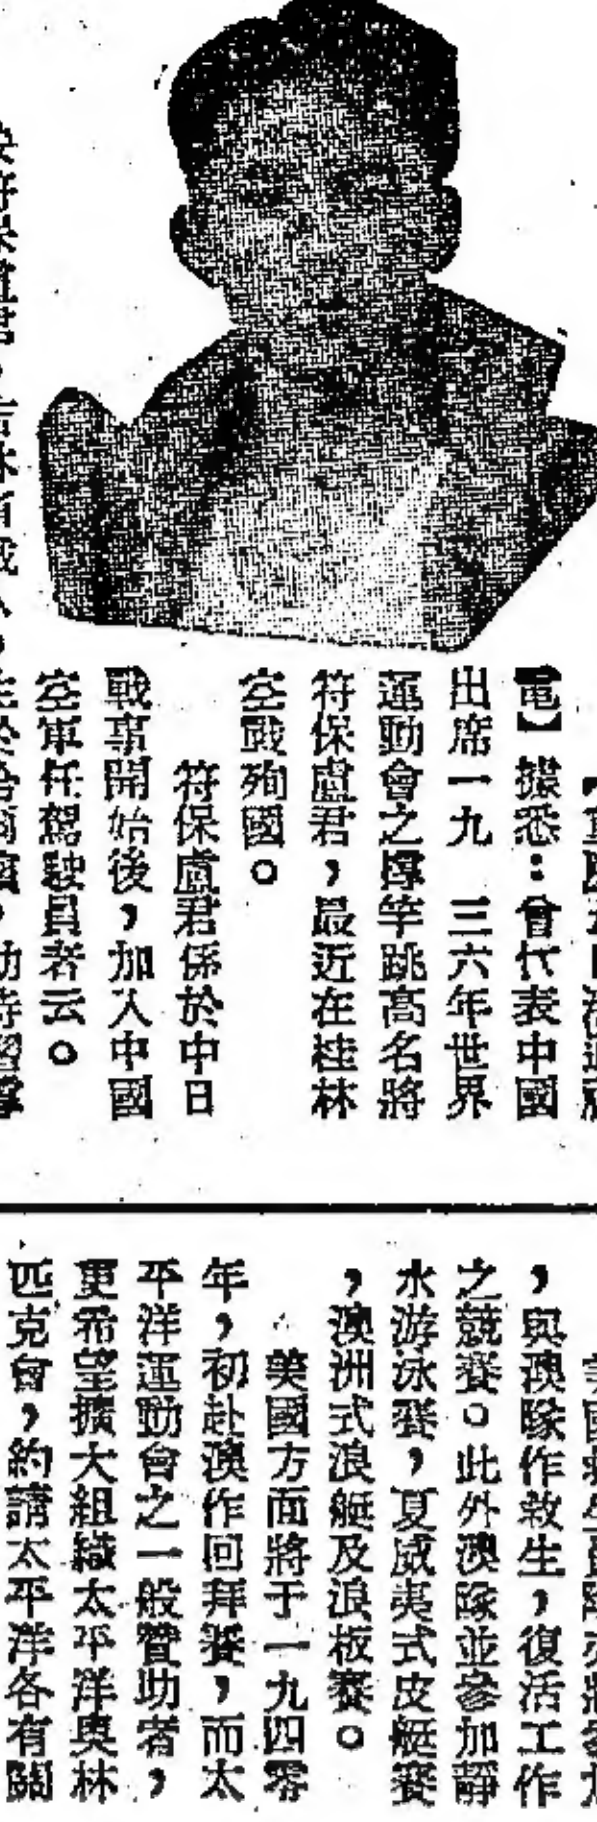 電】據悉：曾代表中國
出席一九　三六年世界
運動會之撑竿跳高名將
符保盧君，最近在桂林
空戰殉國。
符保盧君係於中日
戰事開始後，加入中國
空軍任駕駛員者云。
，與澳隊作救生，復活工作
之競賽。此外澳隊並參加靜
水游泳賽，夏威夷式皮艇賽
，澳洲式浪艇及浪板賽。
美國方面將于一九四零
年，初赴澳作回拜賽，而太
平洋運動會之一般贊助者，
更希望擴大組織太平洋奧林
匹克會，約請太平洋各有關